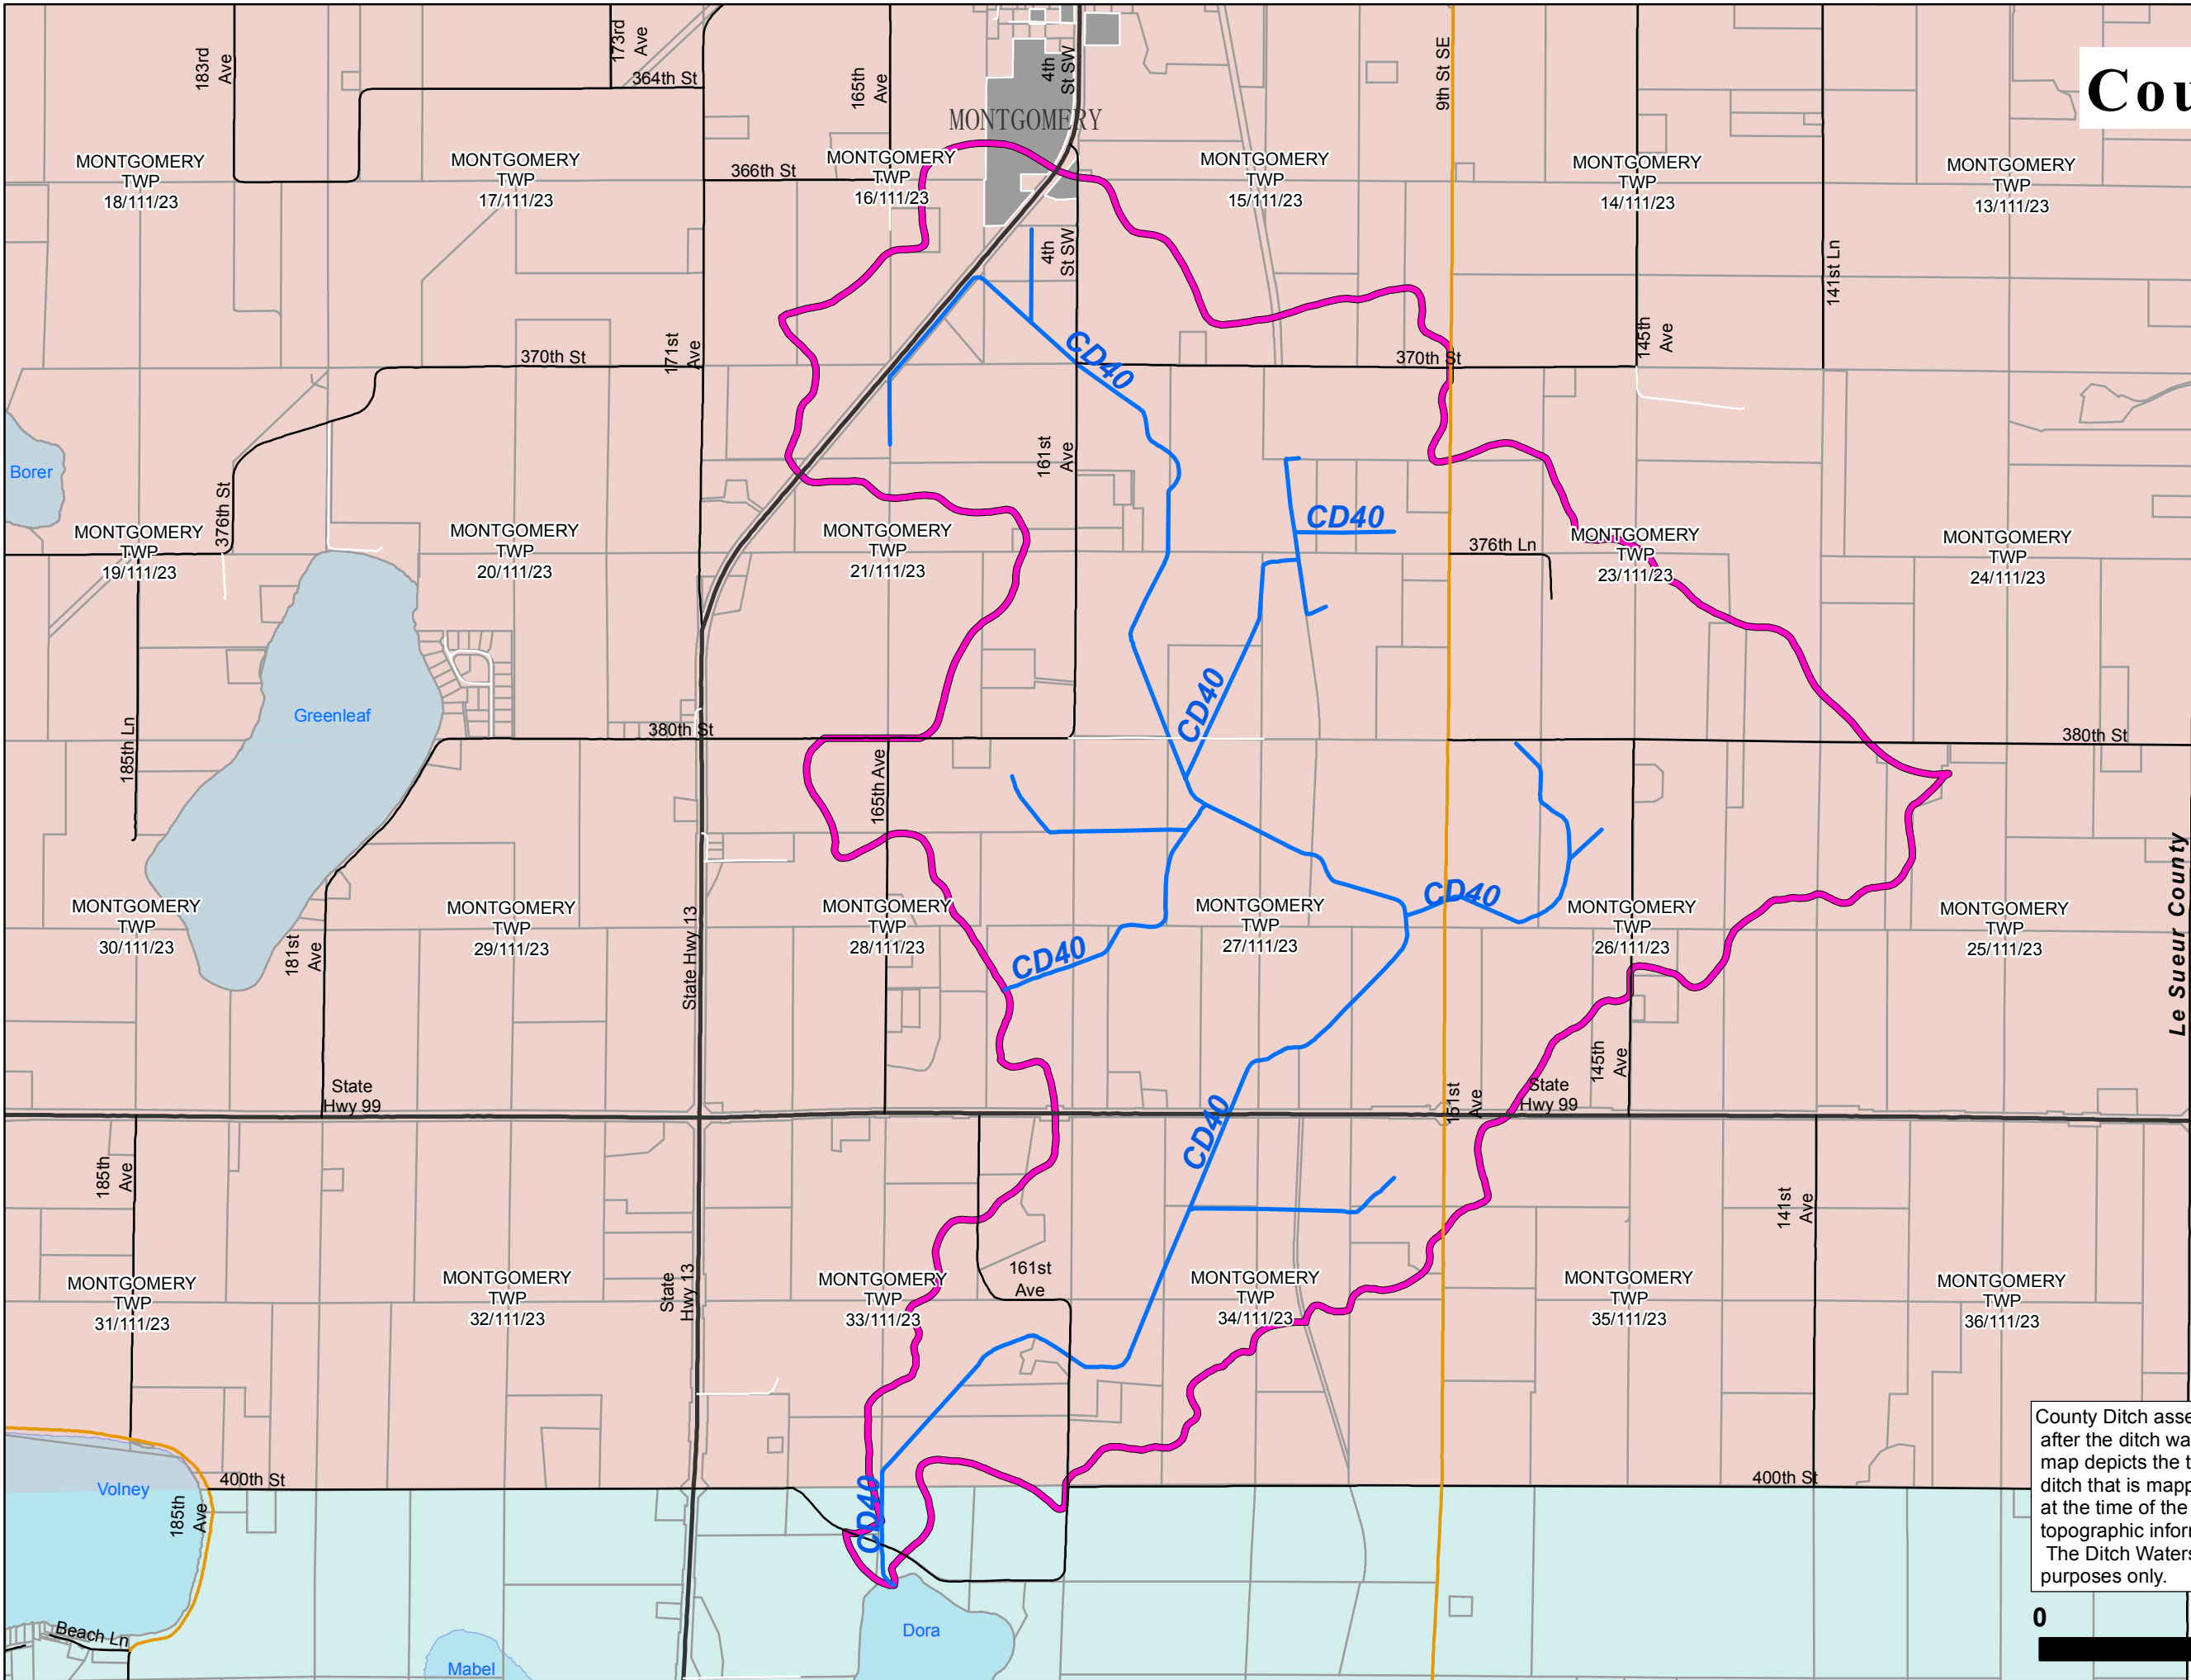 183rd
Ave
173rd
Ave
364th St
165th
Ave
4th
St SW
9th St SE
Cou
MONTGOMERY
MONTGOMERY
TWP
18/111/23
MONTGOMERY
TWP
17/111/23
366th St
MONTGOMERY
TWP
16/111/23
MONTGOMERY
TWP
15/111/23
MONTGOMERY
TWP
14/111/23
MONTGOMERY
TWP
13/111/23
4th
St SW
141st Ln
370th St
171st
Ave
CD40
370th St
145th
Ave
Borer
376th St
161st
Ave
CD40
376th Ln
MONTGOMERY
TWP
19/111/23
MONTGOMERY
TWP
20/111/23
MONTGOMERY
TWP
21/111/23
MONTGOMERY
TWP
23/111/23
MONTGOMERY
TWP
24/111/23
Greenleaf
185th Ln
380th St
CD40
380th St
165th Ave
Le Sueur County
MONTGOMERY
TWP
30/111/23
181st
Ave
MONTGOMERY
TWP
29/111/23
State Hwy 13
MONTGOMERY
TWP
28/111/23
CD40
MONTGOMERY
TWP
27/111/23
CD40
MONTGOMERY
TWP
26/111/23
MONTGOMERY
TWP
25/111/23
State
Hwy 99
145th
Ave
151st
Ave
State
Hwy 99
CD40
185th
Ave
141st
Ave
MONTGOMERY
TWP
31/111/23
MONTGOMERY
TWP
32/111/23
State
Hwy 13
MONTGOMERY
TWP
33/111/23
161st
Ave
MONTGOMERY
TWP
34/111/23
MONTGOMERY
TWP
35/111/23
MONTGOMERY
TWP
36/111/23
Volney
185th
Ave
400th St
CD40
400th St
County Ditch asse
after the ditch wa
map depicts the t
ditch that is mapp
at the time of the
topographic infor
The Ditch Waters
purposes only.
0
Beach Ln
Mabel
Dora